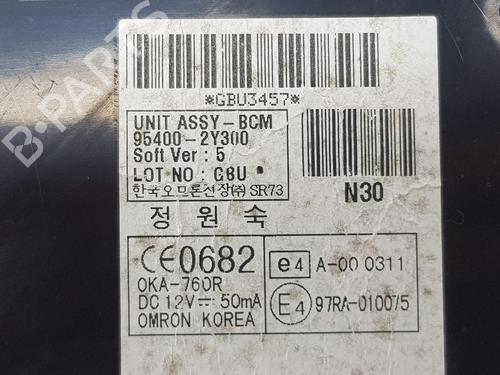 B-PARTS
*GBU3457*
UNIT ASSY-BCM
95400-2Y300
Soft Ver : 5
LOT NO : GBU
한국오므론전장㈜ SR73
N30
정 원 숙
CE0682
OKA-760R
DC 12V⎓50mA
OMRON KOREA
e4 A-00 0311
E4 97RA-010075